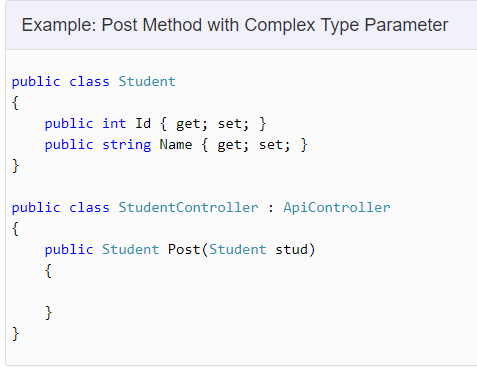 Example: Post Method with Complex Type Parameter
public class Student
{
    public int Id { get; set; }
    public string Name { get; set; }
}
public class StudentController : ApiController
{
    public Student Post(Student stud)
    {
    }
}